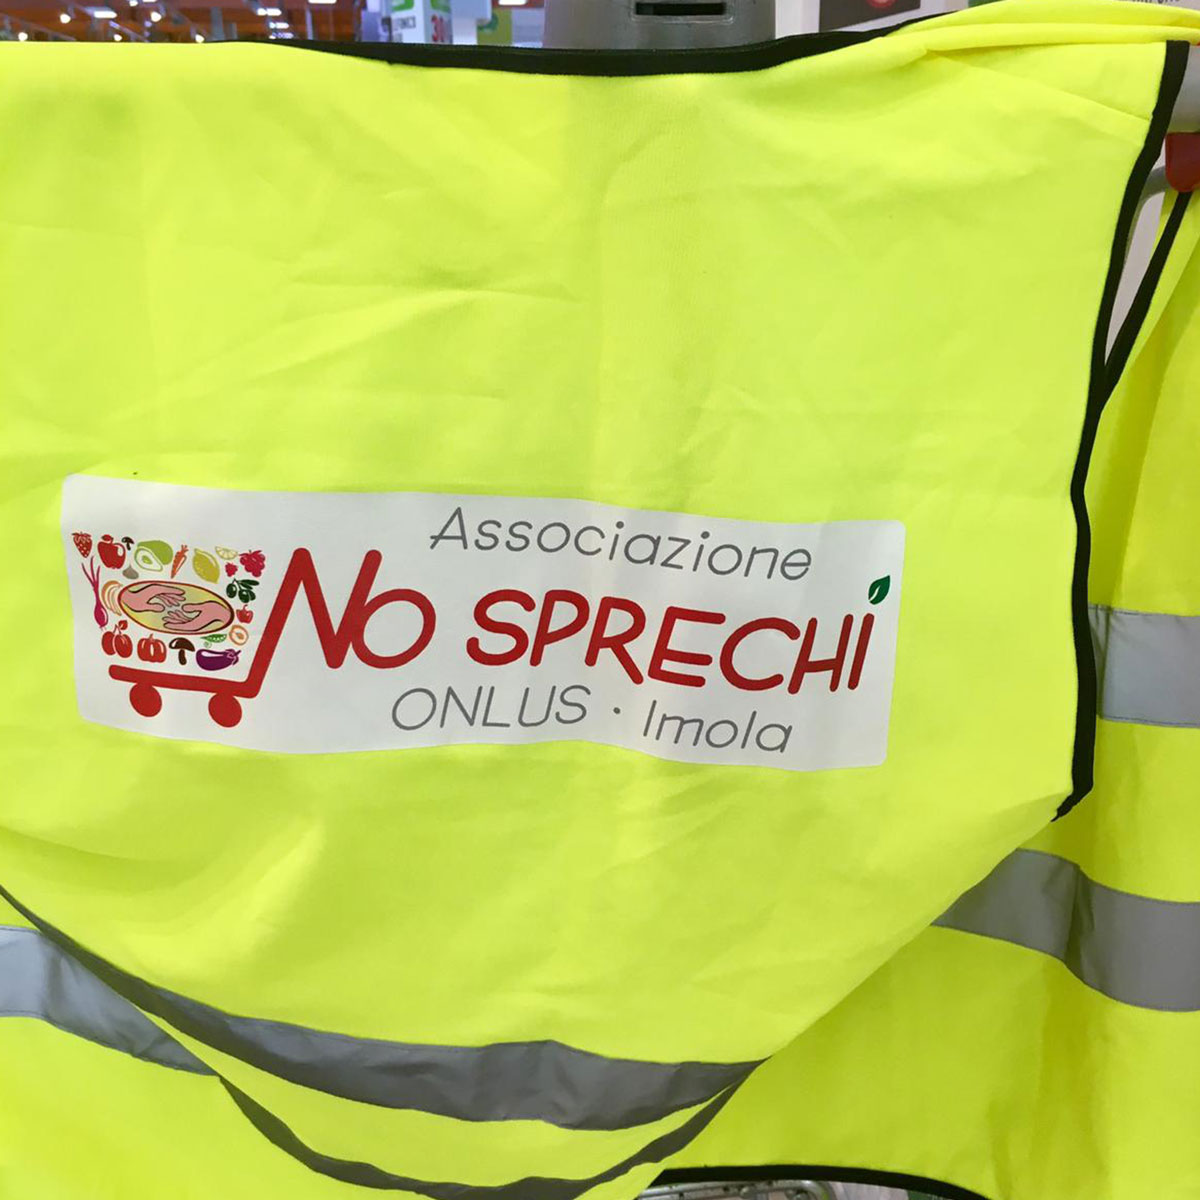 Associazione
No SPRECHI
ONLUS · Imola